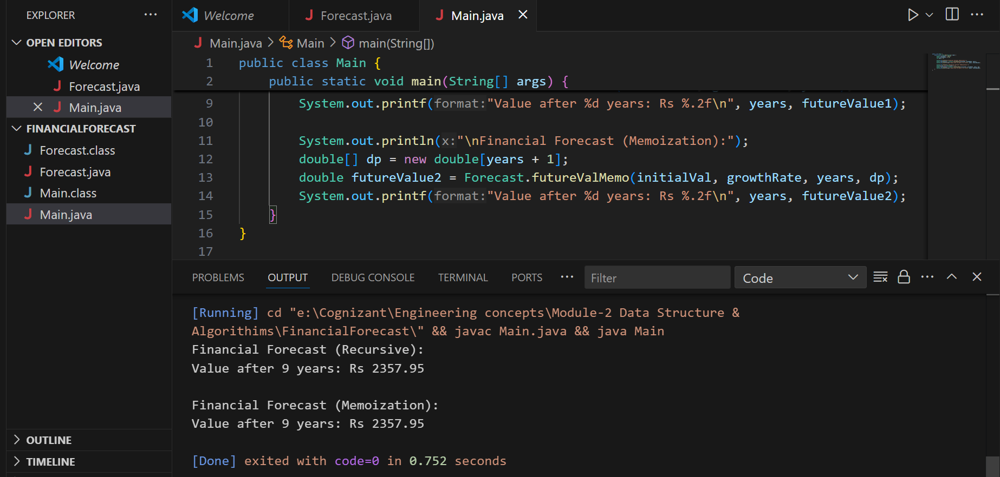 EXPLORER
OPEN EDITORS
Welcome
Forecast.java
Main.java
FINANCIALFORECAST
Forecast.class
Forecast.java
Main.class
Main.java
OUTLINE
TIMELINE
Welcome
Forecast.java
Main.java
Main.java > Main > main(String[])
1 public class Main {
2 public static void main(String[] args) {
9 System.out.printf(format:"Value after %d years: Rs %.2f\n", years, futureValue1);
10
11 System.out.println(x:"\nFinancial Forecast (Memoization):");
12 double[] dp = new double[years + 1];
13 double futureValue2 = Forecast.futureValMemo(initialVal, growthRate, years, dp);
14 System.out.printf(format:"Value after %d years: Rs %.2f\n", years, futureValue2);
15 }
16 }
17
PROBLEMS OUTPUT DEBUG CONSOLE TERMINAL PORTS Filter Code
[Running] cd "e:\Cognizant\Engineering concepts\Module-2 Data Structure &
Algorithims\FinancialForecast\" && javac Main.java && java Main
Financial Forecast (Recursive):
Value after 9 years: Rs 2357.95
Financial Forecast (Memoization):
Value after 9 years: Rs 2357.95
[Done] exited with code=0 in 0.752 seconds